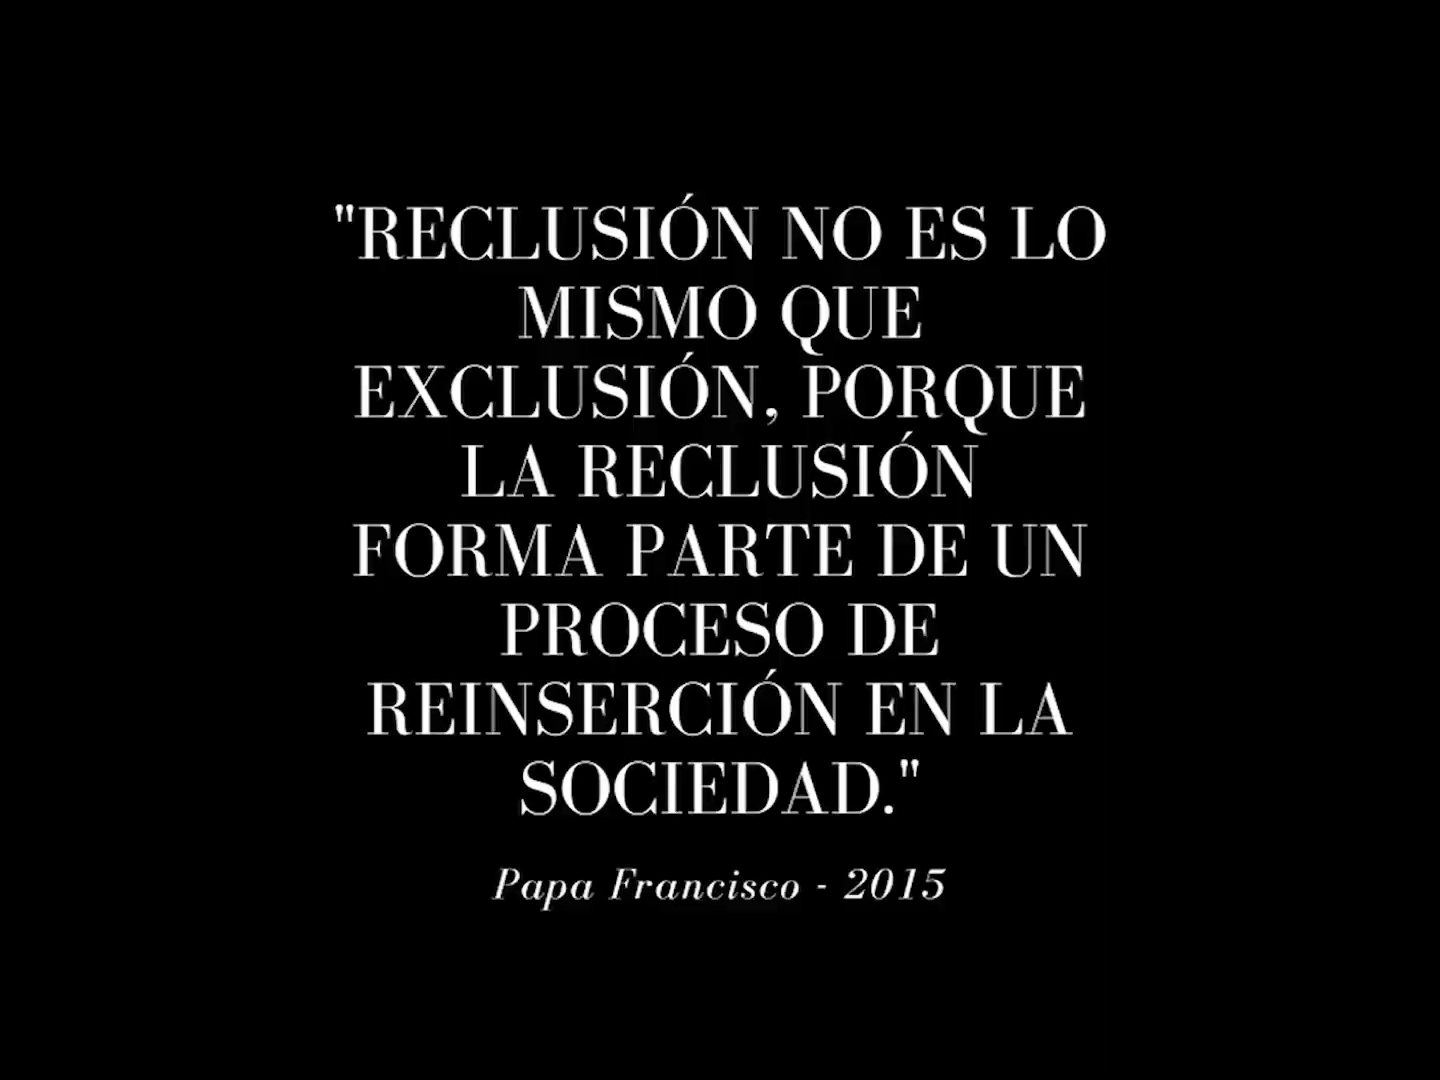 "RECLUSIÓN NO ES LO
MISMO QUE
EXCLUSIÓN, PORQUE
LA RECLUSIÓN
FORMA PARTE DE UN
PROCESO DE
REINSERCIÓN EN LA
SOCIEDAD."
Papa Francisco - 2015